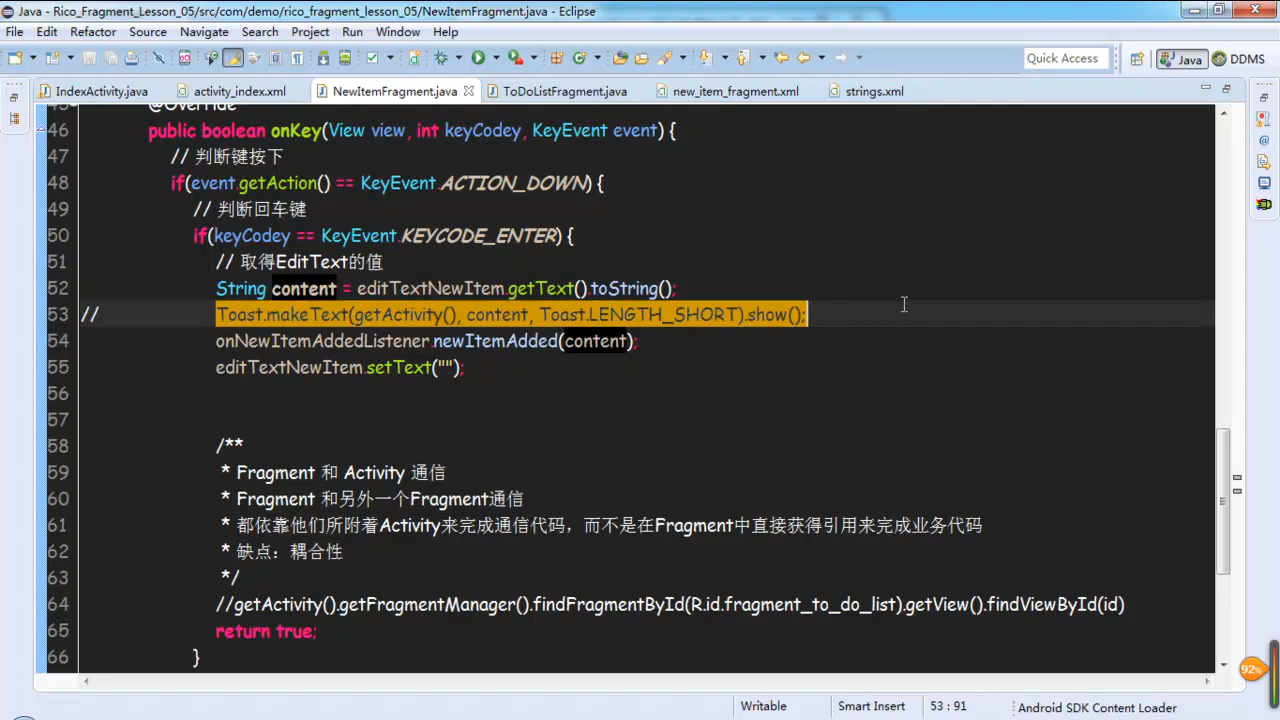 Java - Rico_Fragment_Lesson_05/src/com/demo/rico_fragment_lesson_05/NewItemFragment.java - Eclipse
File Edit Refactor Source Navigate Search Project Run Window Help
Quick Access Java DDMS
IndexActivity.java activity_index.xml NewItemFragment.java ToDoListFragment.java new_item_fragment.xml strings.xml
45 @Override
46 public boolean onKey(View view, int keyCodey, KeyEvent event) {
47 // 判断键按下
48 if(event.getAction() == KeyEvent.ACTION_DOWN) {
49 // 判断回车键
50 if(keyCodey == KeyEvent.KEYCODE_ENTER) {
51 // 取得EditText的值
52 String content = editTextNewItem.getText().toString();
53 // Toast.makeText(getActivity(), content, Toast.LENGTH_SHORT).show();
54 onNewItemAddedListener.newItemAdded(content);
55 editTextNewItem.setText("");
56
57
58 /**
59 * Fragment 和 Activity 通信
60 * Fragment 和另外一个Fragment通信
61 * 都依靠他们所附着Activity来完成通信代码，而不是在Fragment中直接获得引用来完成业务代码
62 * 缺点：耦合性
63 */
64 //getActivity().getFragmentManager().findFragmentById(R.id.fragment_to_do_list).getView().findViewById(id)
65 return true;
66 }
92%
Writable Smart Insert 53 : 91 Android SDK Content Loader